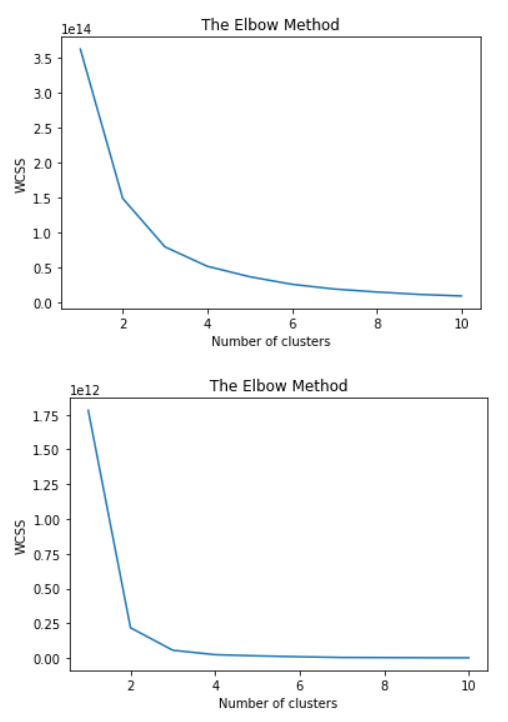 The Elbow Method
1e14
3.5
3.0
2.5
2.0
1.5
1.0
0.5
0.0
WCSS
2 4 6 8 10
Number of clusters
The Elbow Method
1e12
1.75
1.50
1.25
1.00
0.75
0.50
0.25
0.00
WCSS
2 4 6 8 10
Number of clusters